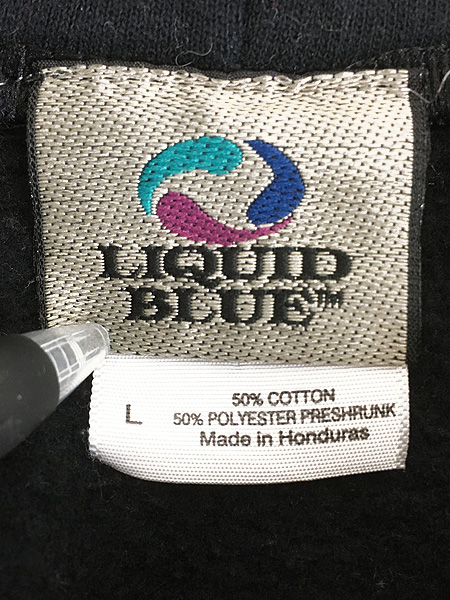 LIQUID
BLUE™
L
50% COTTON
50% POLYESTER PRESHRUNK
Made in Honduras